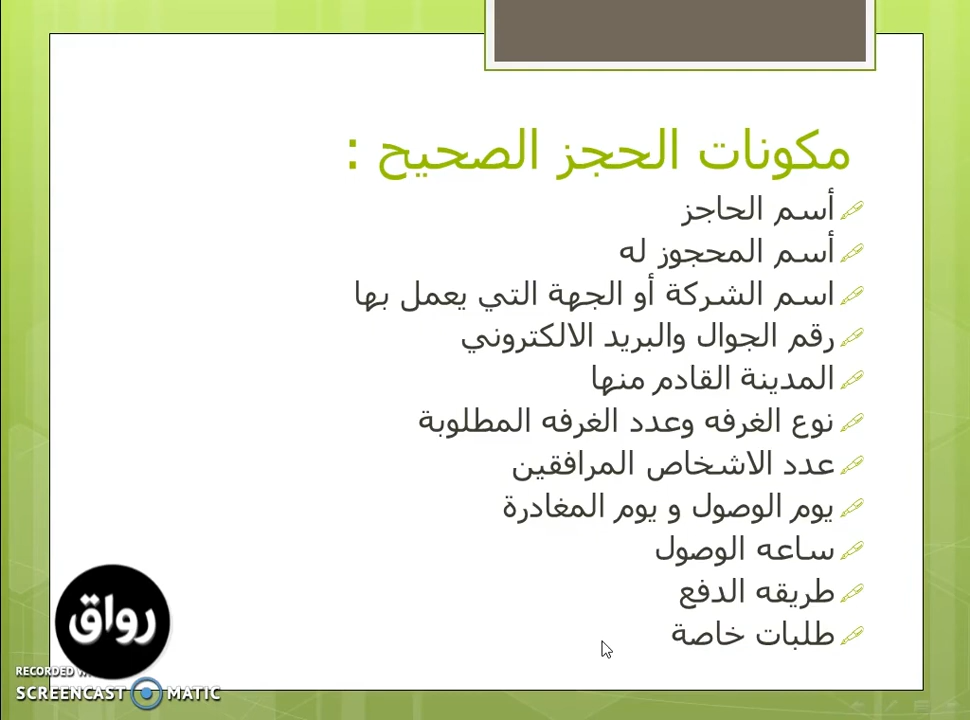 مكونات الحجز الصحيح :
أسم الحاجز
أسم المحجوز له
اسم الشركة أو الجهة التي يعمل بها
رقم الجوال والبريد الالكتروني
المدينة القادم منها
نوع الغرفه وعدد الغرفه المطلوبة
عدد الاشخاص المرافقين
يوم الوصول و يوم المغادرة
ساعه الوصول
طريقه الدفع
طلبات خاصة
رواق
RECORDED
SCREENCAST MATIC